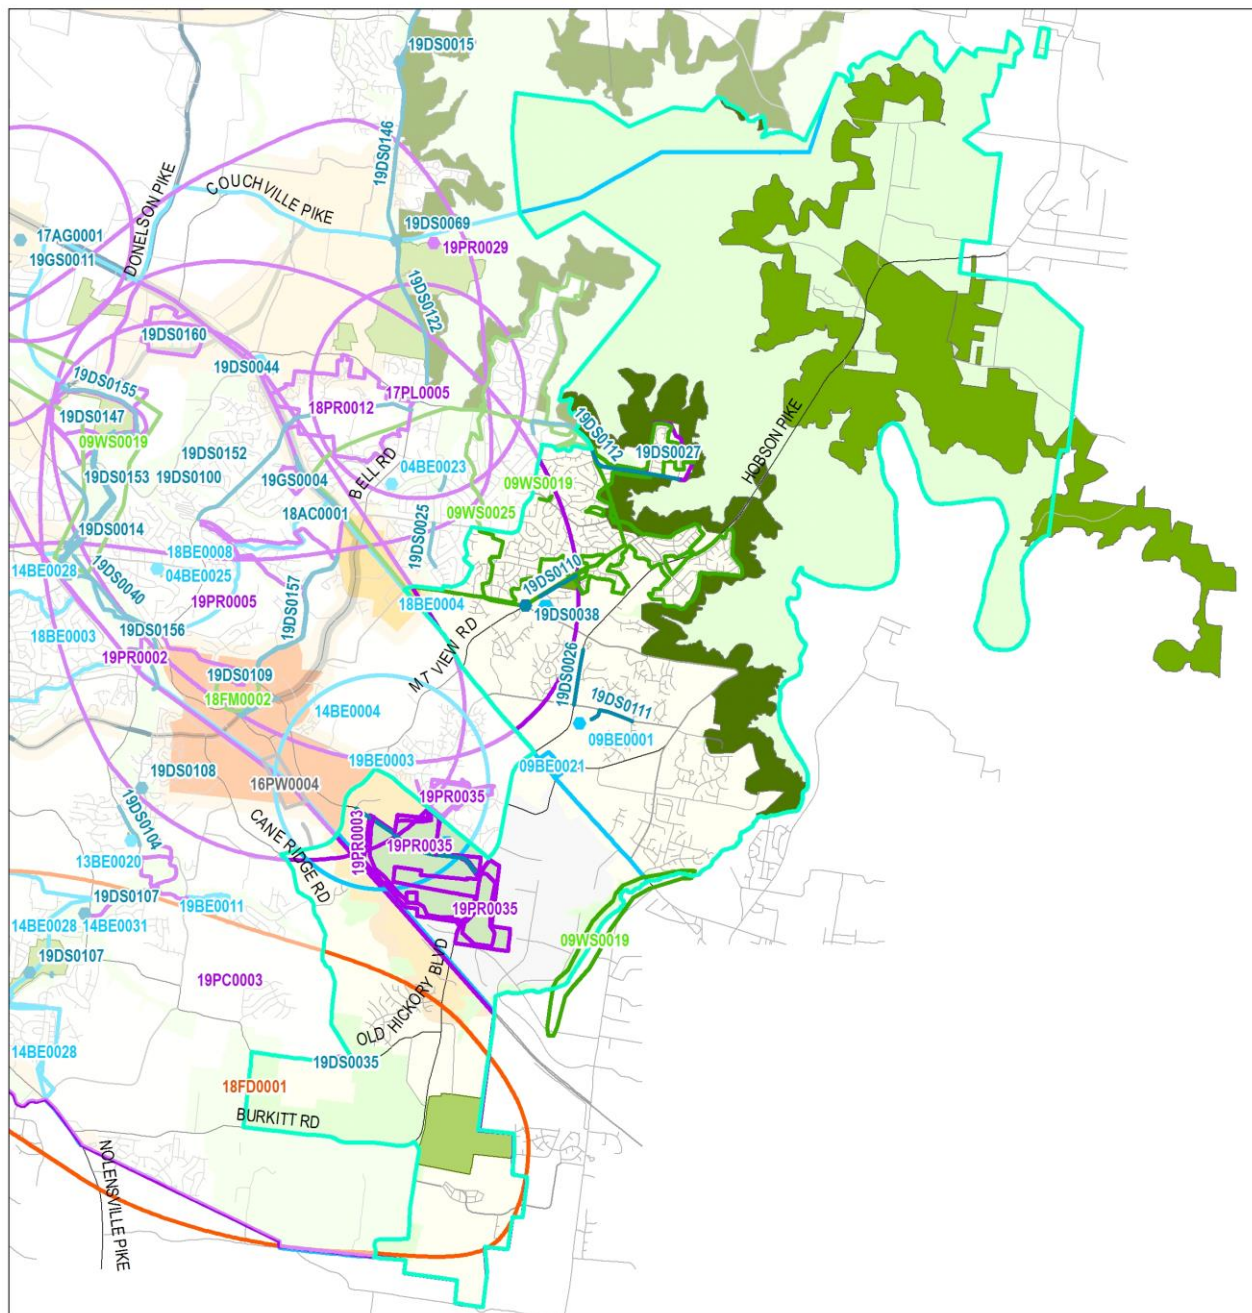 19DS0015
19DS0146
COUCHVILLE PIKE
DONELSON PIKE
19DS0069
19PR0029
17AG0001
19GS0011
19DS0122
19DS0160
19DS0044
19DS0155
17PL0005
18PR0012
19DS0147
09WS0019
19DS0152
19DS0153
19DS0100
19GS0004
BELL RD
04BE0023
09WS0019
09WS0025
19DS0112
19DS0027
HOBSON PIKE
18AC0001
19DS0014
19DS0025
18BE0008
14BE0028
04BE0025
19DS0040
19PR0005
19DS0157
18BE0004
19DS0110
19DS0038
18BE0003
19DS0156
19PR0002
MT VIEW RD
19DS0026
19DS0109
18FM0002
14BE0004
19DS0111
09BE0001
19BE0003
09BE0021
19DS0108
16PW0004
19PR0035
19DS0104
CANE RIDGE RD
19PR0003
19PR0035
13BE0020
19DS0107
19BE0011
14BE0028
14BE0031
19PR0035
19DS0107
09WS0019
19PC0003
OLD HICKORY BLVD
14BE0028
19DS0035
18FD0001
BURKITT RD
NOLENSVILLE PIKE